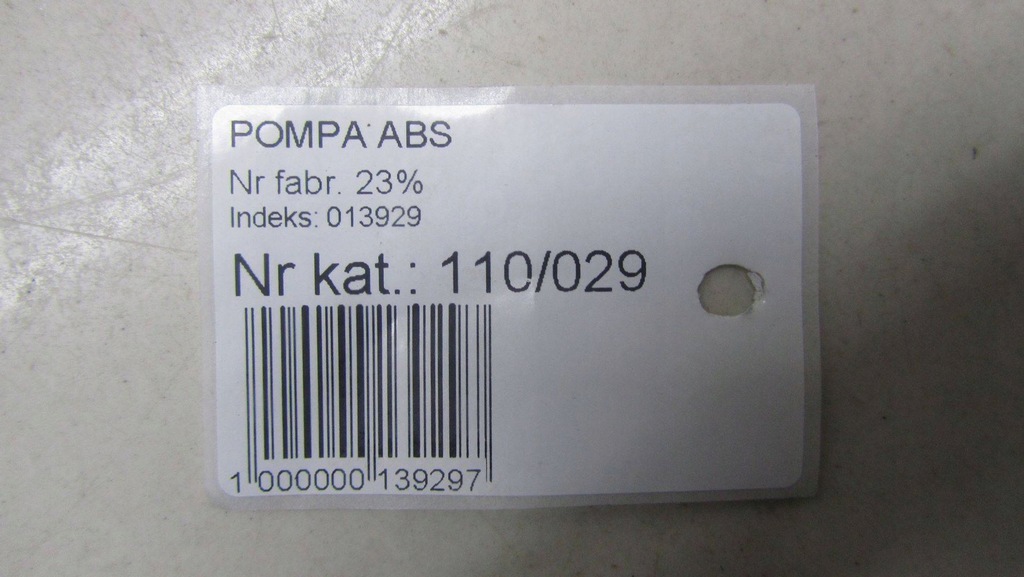 POMPA ABS
Nr fabr. 23%
Indeks: 013929
Nr kat.: 110/029
1 000000 139297